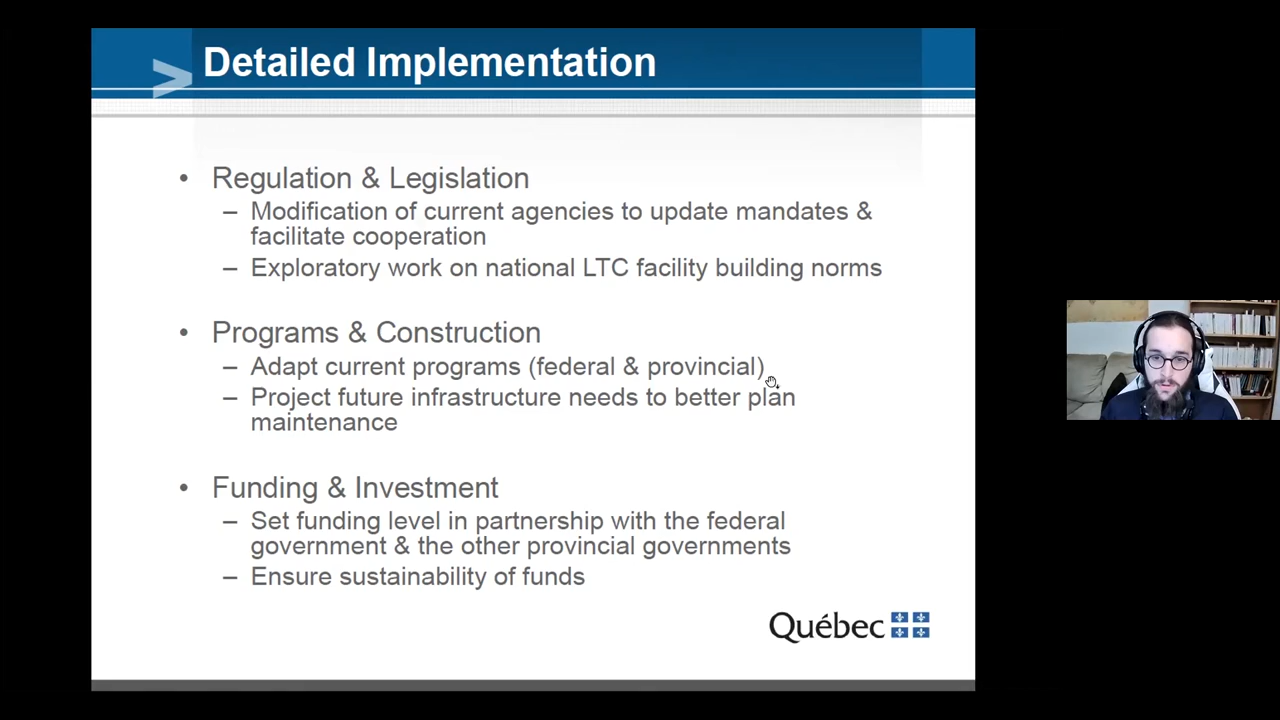 > Detailed Implementation
• Regulation & Legislation
– Modification of current agencies to update mandates &
facilitate cooperation
– Exploratory work on national LTC facility building norms
• Programs & Construction
– Adapt current programs (federal & provincial)
– Project future infrastructure needs to better plan
maintenance
• Funding & Investment
– Set funding level in partnership with the federal
government & the other provincial governments
– Ensure sustainability of funds
Québec